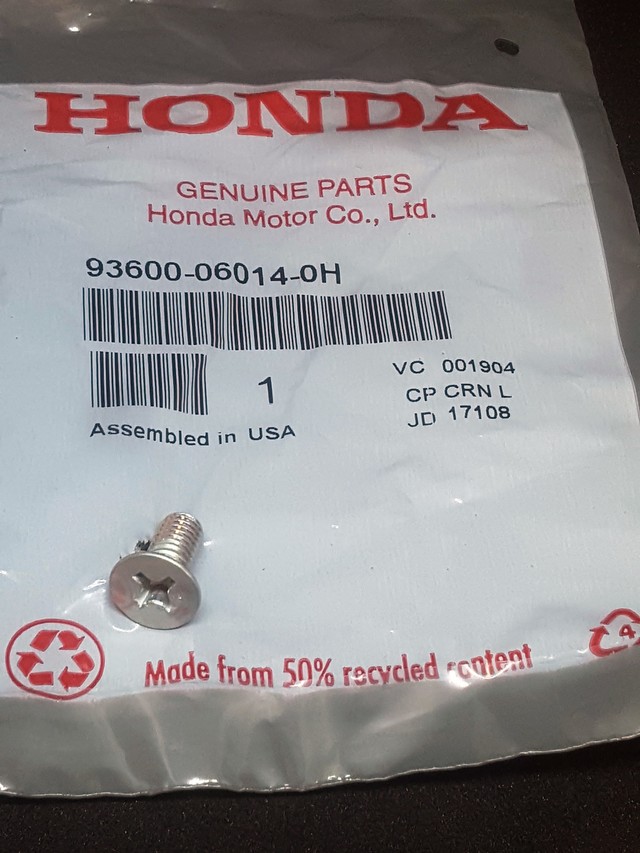 HONDA
GENUINE PARTS
Honda Motor Co., Ltd.
93600-06014-0H
1
VC 001904
CP CRN L
JD 17108
Assembled in USA
Made from 50% recycled content
4